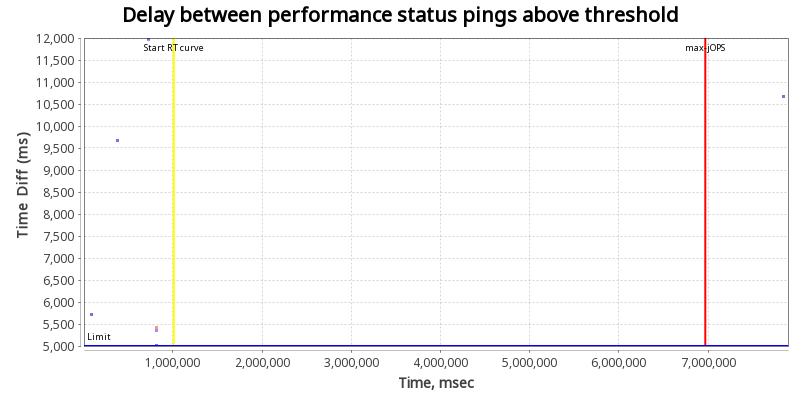 Delay between performance status pings above threshold
12,000
11,500
11,000
10,500
10,000
9,500
9,000
8,500
8,000
7,500
7,000
6,500
6,000
5,500
5,000
Time Diff (ms)
Start RT curve
max-jOPS
Limit
1,000,000 2,000,000 3,000,000 4,000,000 5,000,000 6,000,000 7,000,000
Time, msec